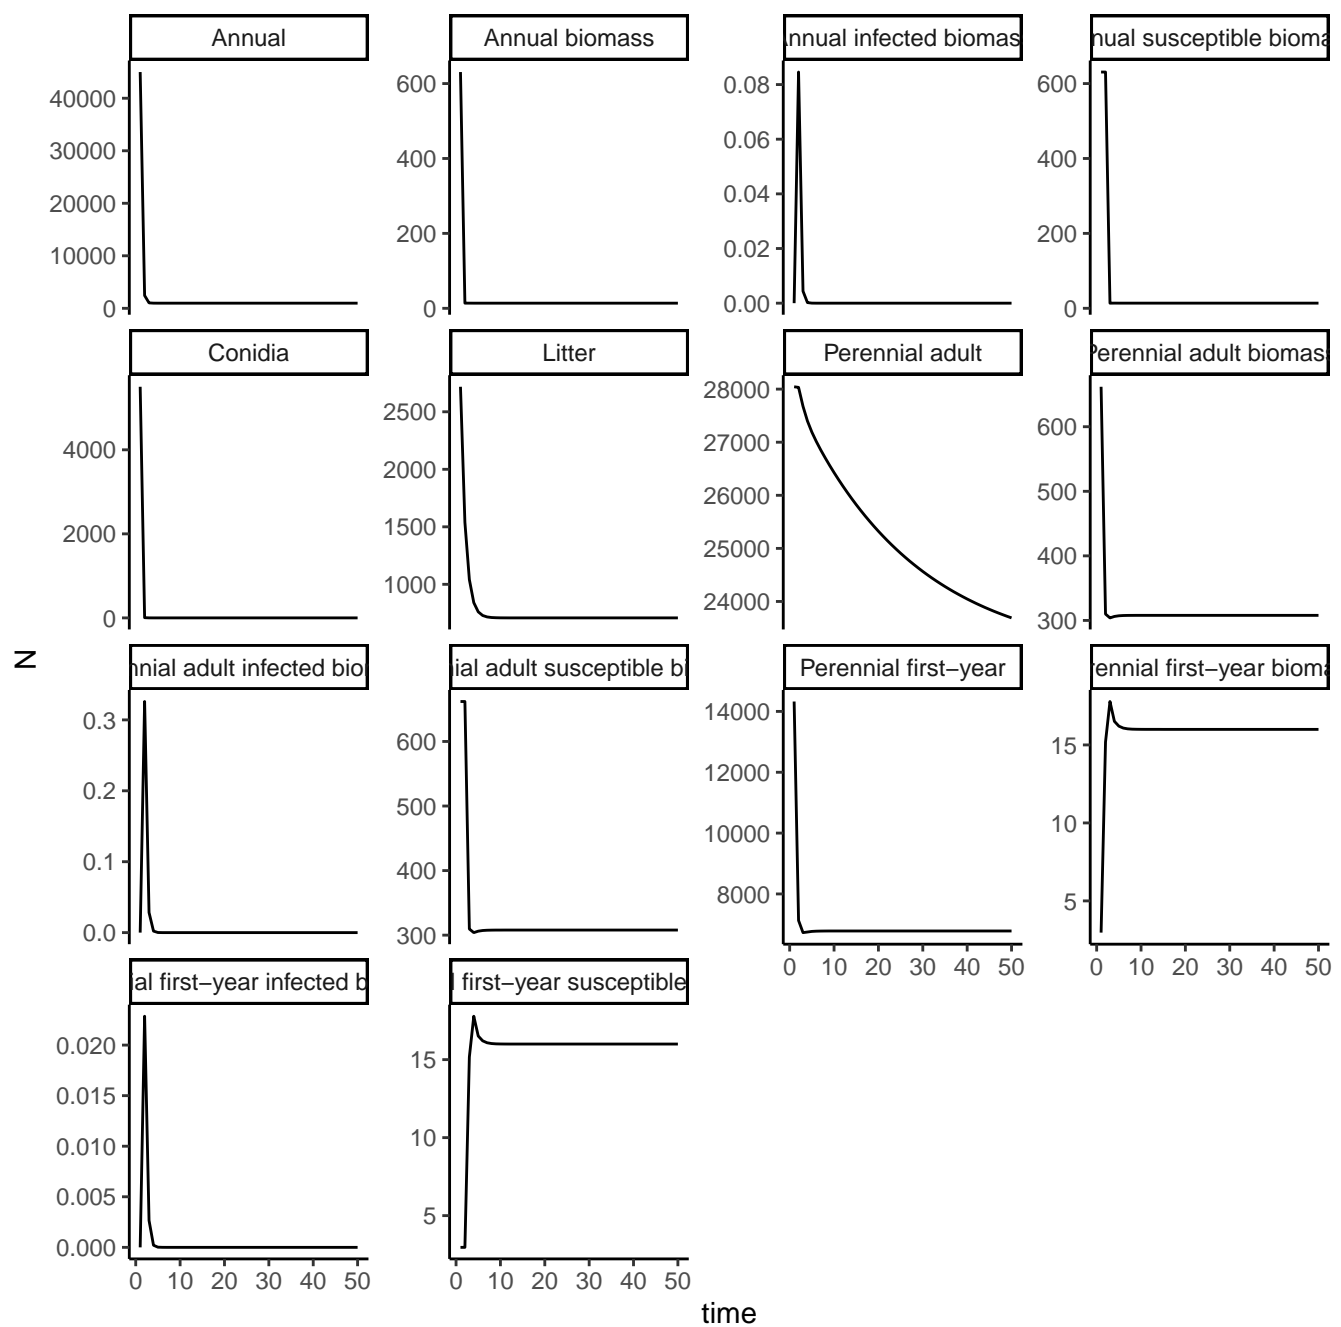 Annual
Annual biomass
nnual infected biomas
nual susceptible bioma
40000
30000
20000
10000
0
600
400
200
0
0.08
0.06
0.04
0.02
0.00
600
400
200
0
Conidia
Litter
Perennial adult
Perennial adult biomas
4000
2000
0
2500
2000
1500
1000
28000
27000
26000
25000
24000
600
500
400
300
N
nnial adult infected bio
ial adult susceptible bi
Perennial first−year
rennial first−year bioma
0.3
0.2
0.1
0.0
600
500
400
300
14000
12000
10000
8000
15
10
5
0 10 20 30 40 50
0 10 20 30 40 50
ial first−year infected b
l first−year susceptible
0.020
0.015
0.010
0.005
0.000
15
10
5
0 10 20 30 40 50
0 10 20 30 40 50
time